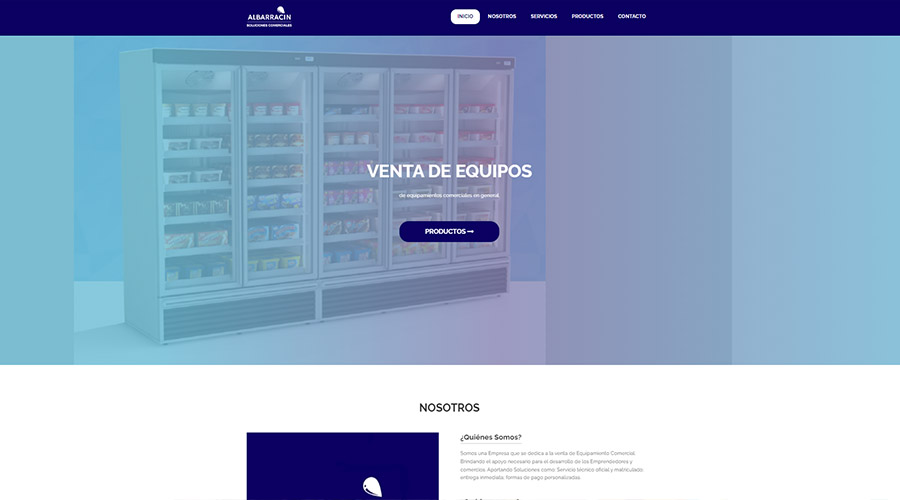 ALBARRACIN
SOLUCIONES COMERCIALES
INICIO
NOSOTROS
SERVICIOS
PRODUCTOS
CONTACTO
VENTA DE EQUIPOS
de equipamientos comerciales en general.
PRODUCTOS
NOSOTROS
¿Quiénes Somos?
Somos una Empresa que se dedica a la venta de Equipamiento Comercial.
Brindando el apoyo necesario para el desarrollo de los Emprendedores y
comercios. Aportando Soluciones como; Servicio técnico oficial y matriculado,
entrega inmediata, formas de pago personalizadas.